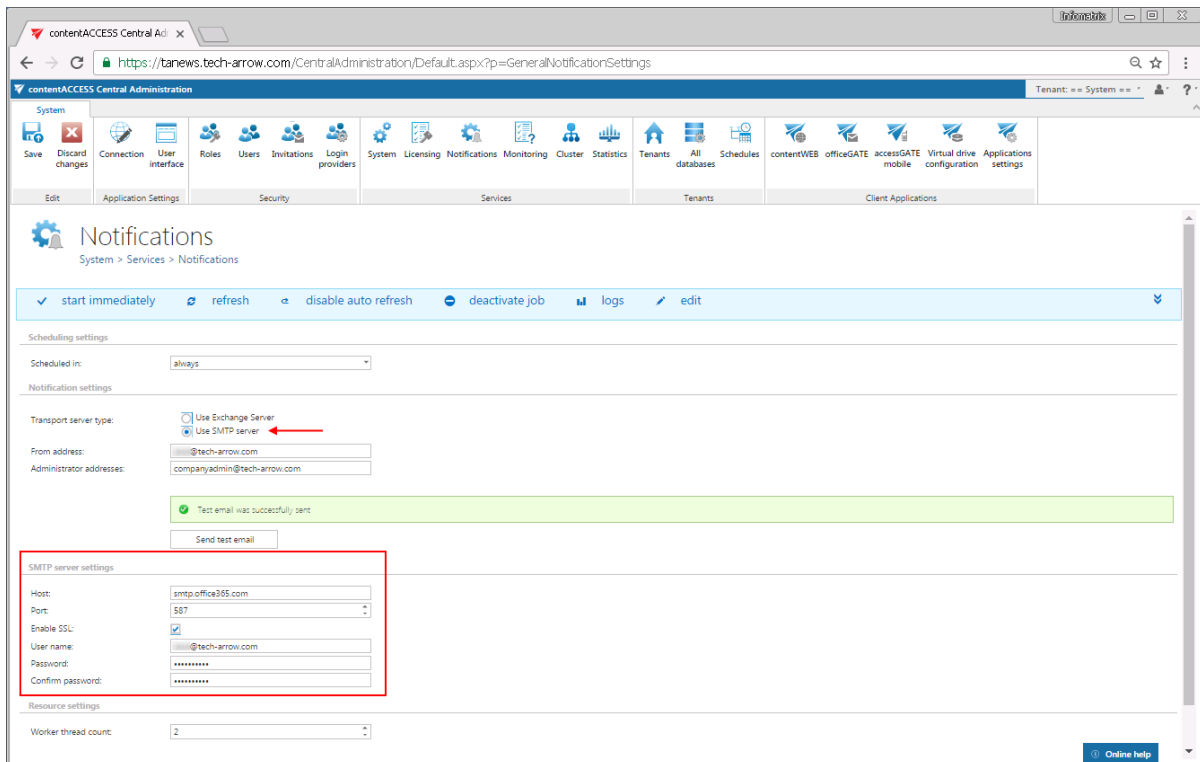 Infomatrix
contentACCESS Central Ad
https://tanews.tech-arrow.com/CentralAdministration/Default.aspx?p=GeneralNotificationSettings
contentACCESS Central Administration
Tenant: == System ==
?
System
Save
Discard changes
Connection
User interface
Roles
Users
Invitations
Login providers
System
Licensing
Notifications
Monitoring
Cluster
Statistics
Tenants
All databases
Schedules
contentWEB
officeGATE
accessGATE mobile
Virtual drive configuration
Applications settings
Edit
Application Settings
Security
Services
Tenants
Client Applications
Notifications
System > Services > Notifications
start immediately
refresh
disable auto refresh
deactivate job
logs
edit
Scheduling settings
Scheduled in: always
Notification settings
Transport server type: Use Exchange Server
Use SMTP server
From address: @tech-arrow.com
Administrator addresses: companyadmin@tech-arrow.com
Test email was successfully sent
Send test email
SMTP server settings
Host: smtp.office365.com
Port: 587
Enable SSL:
User name: @tech-arrow.com
Password: ••••••••••
Confirm password: ••••••••••
Resource settings
Worker thread count: 2
Online help